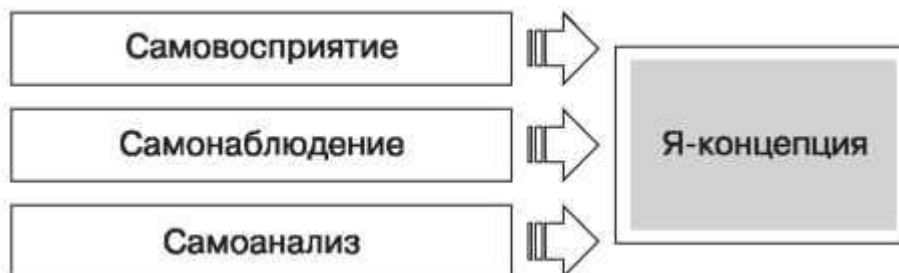 Самовосприятие
Самонаблюдение
Я-концепция
Самоанализ